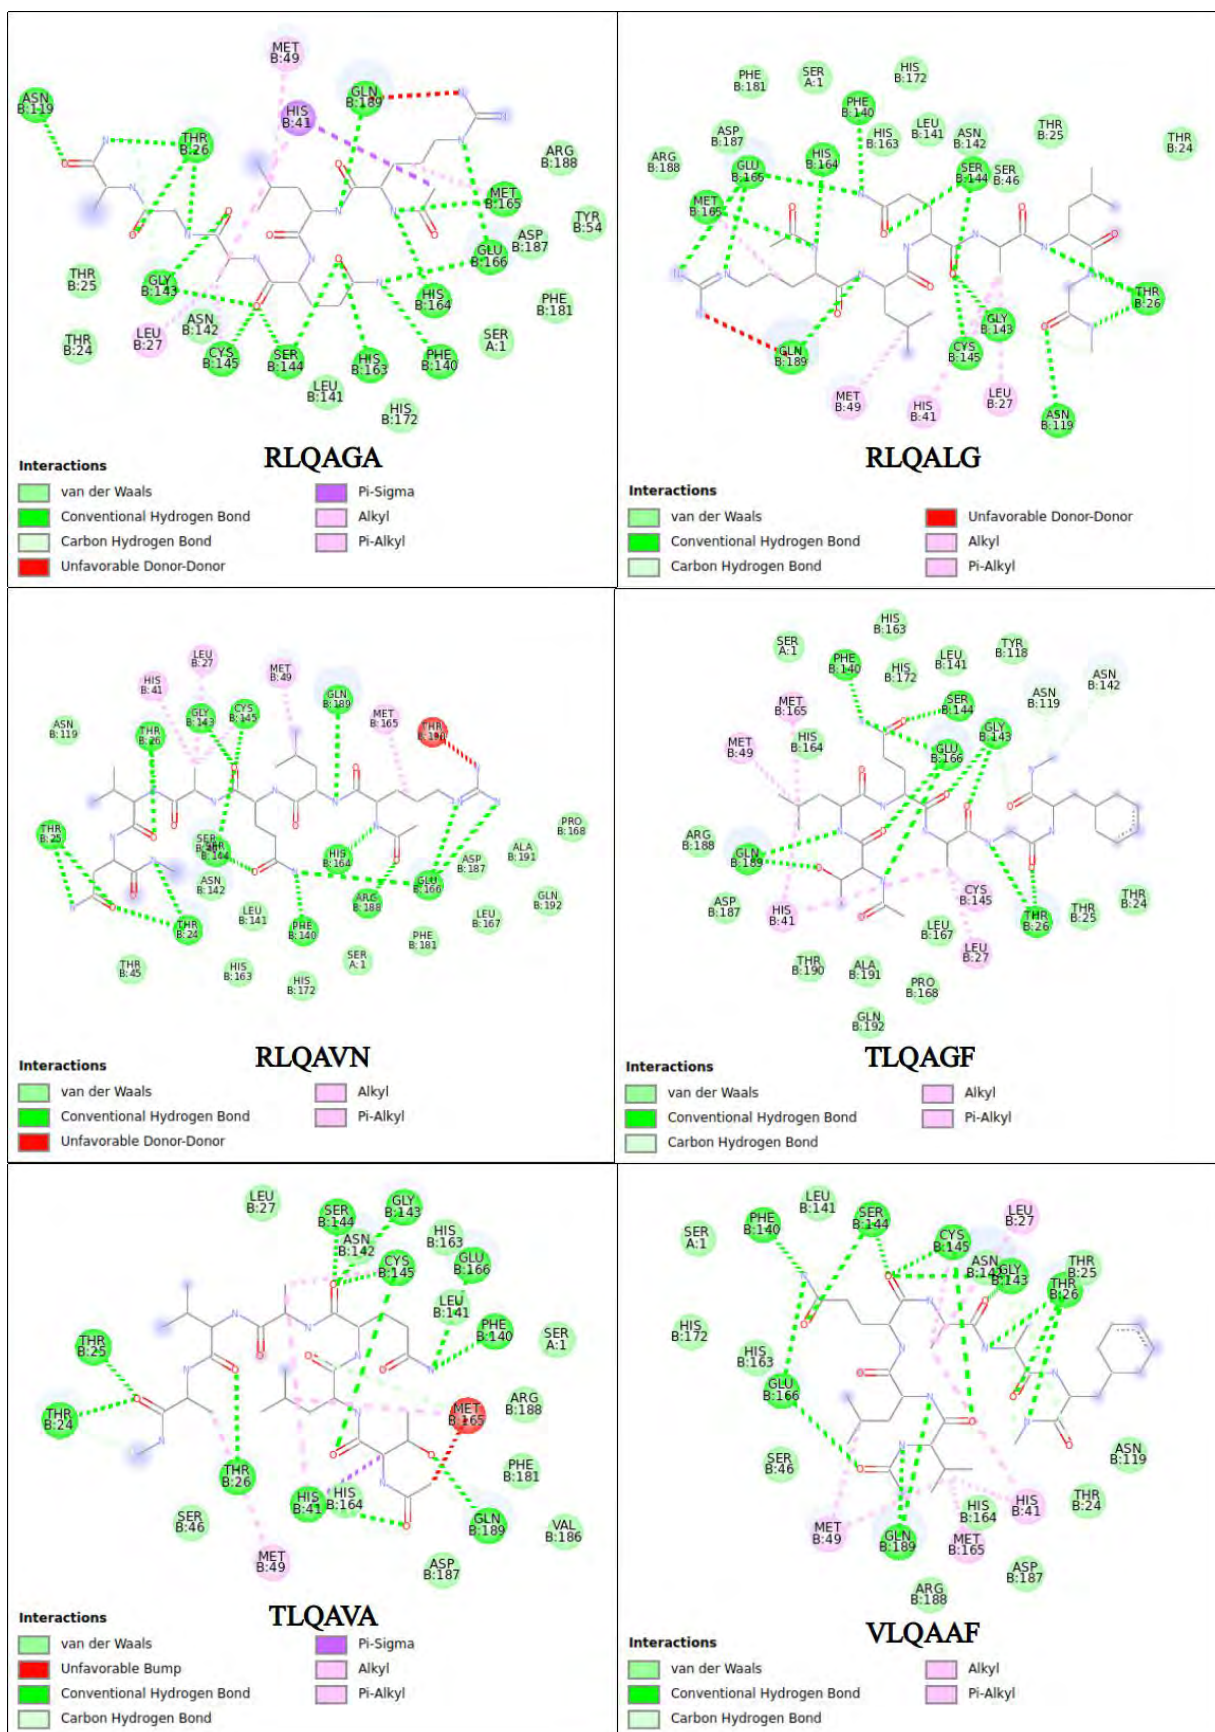 MET
B:49
ASN
B:119
GLN
B:189
HIS
B:41
THR
B:26
ARG
B:188
MET
B:165
TYR
B:54
ASP
B:187
GLU
B:166
THR
B:25
GLY
B:143
HIS
B:164
PHE
B:181
ASN
B:142
THR
B:24
LEU
B:27
SER
A:1
CYS
B:145
SER
B:144
HIS
B:163
PHE
B:140
LEU
B:141
HIS
B:172
RLQAGA
Interactions
van der Waals
Conventional Hydrogen Bond
Carbon Hydrogen Bond
Unfavorable Donor-Donor
Pi-Sigma
Alkyl
Pi-Alkyl
PHE
B:181
SER
A:1
HIS
B:172
PHE
B:140
ASP
B:187
HIS
B:163
LEU
B:141
ASN
B:142
THR
B:25
THR
B:24
ARG
B:188
GLU
B:166
HIS
B:164
SER
B:144
SER
B:46
MET
B:165
THR
B:26
GLY
B:143
GLN
B:189
CYS
B:145
MET
B:49
HIS
B:41
LEU
B:27
ASN
B:119
RLQALG
Interactions
van der Waals
Conventional Hydrogen Bond
Carbon Hydrogen Bond
Unfavorable Donor-Donor
Alkyl
Pi-Alkyl
LEU
B:27
HIS
B:41
MET
B:49
GLN
B:189
ASN
B:119
THR
B:26
GLY
B:143
CYS
B:145
MET
B:165
THR
B:190
THR
B:25
SER
B:46
SER
B:144
HIS
B:164
ASP
B:187
ALA
B:191
PRO
B:168
ASN
B:142
LEU
B:141
ARG
B:188
GLU
B:166
LEU
B:167
GLN
B:192
THR
B:24
PHE
B:140
PHE
B:181
THR
B:45
HIS
B:163
HIS
B:172
SER
A:1
RLQAVN
Interactions
van der Waals
Conventional Hydrogen Bond
Unfavorable Donor-Donor
Alkyl
Pi-Alkyl
HIS
B:163
SER
A:1
PHE
B:140
HIS
B:172
LEU
B:141
TYR
B:118
ASN
B:142
MET
B:165
SER
B:144
ASN
B:119
MET
B:49
HIS
B:164
GLU
B:166
GLY
B:143
ARG
B:188
GLN
B:189
ASP
B:187
HIS
B:41
CYS
B:145
THR
B:26
THR
B:25
THR
B:24
LEU
B:167
LEU
B:27
THR
B:190
ALA
B:191
PRO
B:168
GLN
B:192
TLQAGF
Interactions
van der Waals
Conventional Hydrogen Bond
Carbon Hydrogen Bond
Alkyl
Pi-Alkyl
LEU
B:27
SER
B:144
GLY
B:143
ASN
B:142
HIS
B:163
CYS
B:145
GLU
B:166
LEU
B:141
PHE
B:140
SER
A:1
THR
B:25
THR
B:24
MET
B:165
ARG
B:188
THR
B:26
HIS
B:41
HIS
B:164
PHE
B:181
SER
B:46
GLN
B:189
VAL
B:186
MET
B:49
ASP
B:187
TLQAVA
Interactions
van der Waals
Unfavorable Bump
Conventional Hydrogen Bond
Carbon Hydrogen Bond
Pi-Sigma
Alkyl
Pi-Alkyl
LEU
B:141
PHE
B:140
SER
B:144
LEU
B:27
SER
A:1
CYS
B:145
ASN
B:142
GLY
B:143
THR
B:25
THR
B:26
HIS
B:172
HIS
B:163
GLU
B:166
SER
B:46
ASN
B:119
THR
B:24
MET
B:49
GLN
B:189
HIS
B:164
HIS
B:41
MET
B:165
ARG
B:188
ASP
B:187
VLQAAF
Interactions
van der Waals
Conventional Hydrogen Bond
Carbon Hydrogen Bond
Alkyl
Pi-Alkyl